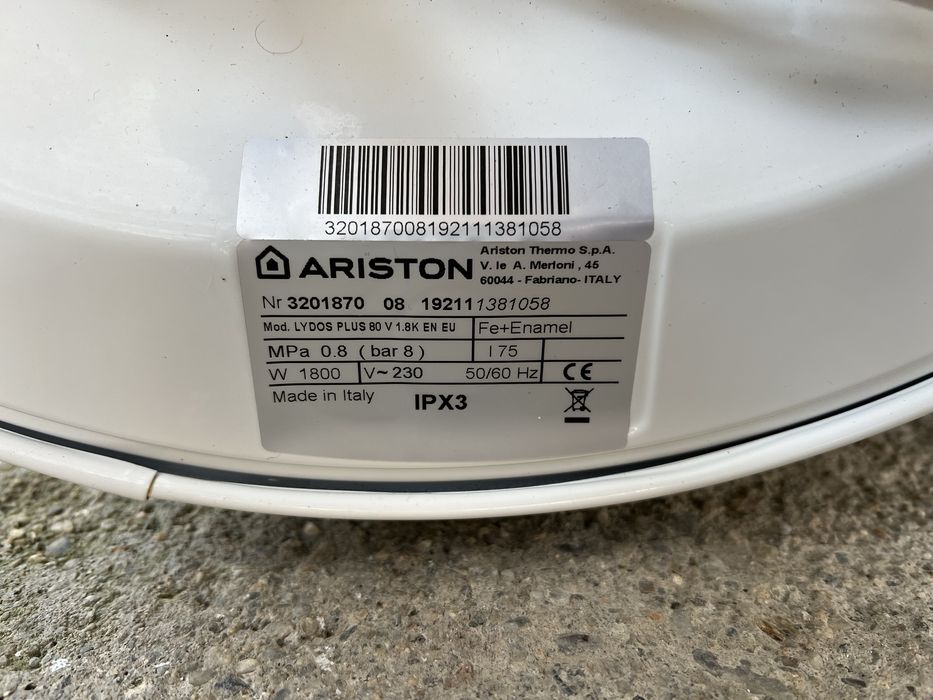 320187008192111381058
ARISTON
Ariston Thermo S.p.A.
V. le A. Merloni , 45
60044 - Fabriano- ITALY
Nr 3201870 08 19211 1381058
Mod. LYDOS PLUS 80 V 1.8K EN EU
Fe+Enamel
MPa 0.8 ( bar 8 )
l 75
W 1800
V~ 230
50/60 Hz
CE
Made in Italy
IPX3